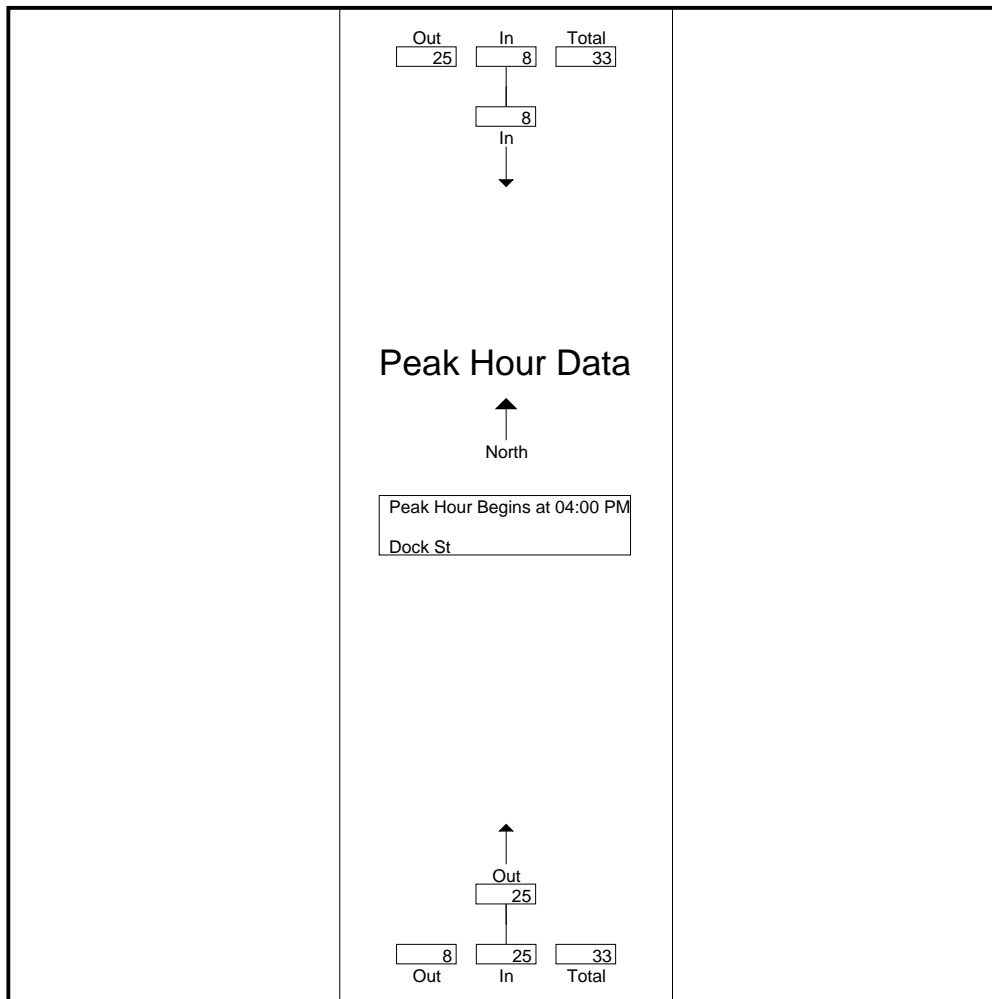 Out In Total
25 8 33
8
In
Peak Hour Data
North
Peak Hour Begins at 04:00 PM
Dock St
Out
25
8 25 33
Out In Total